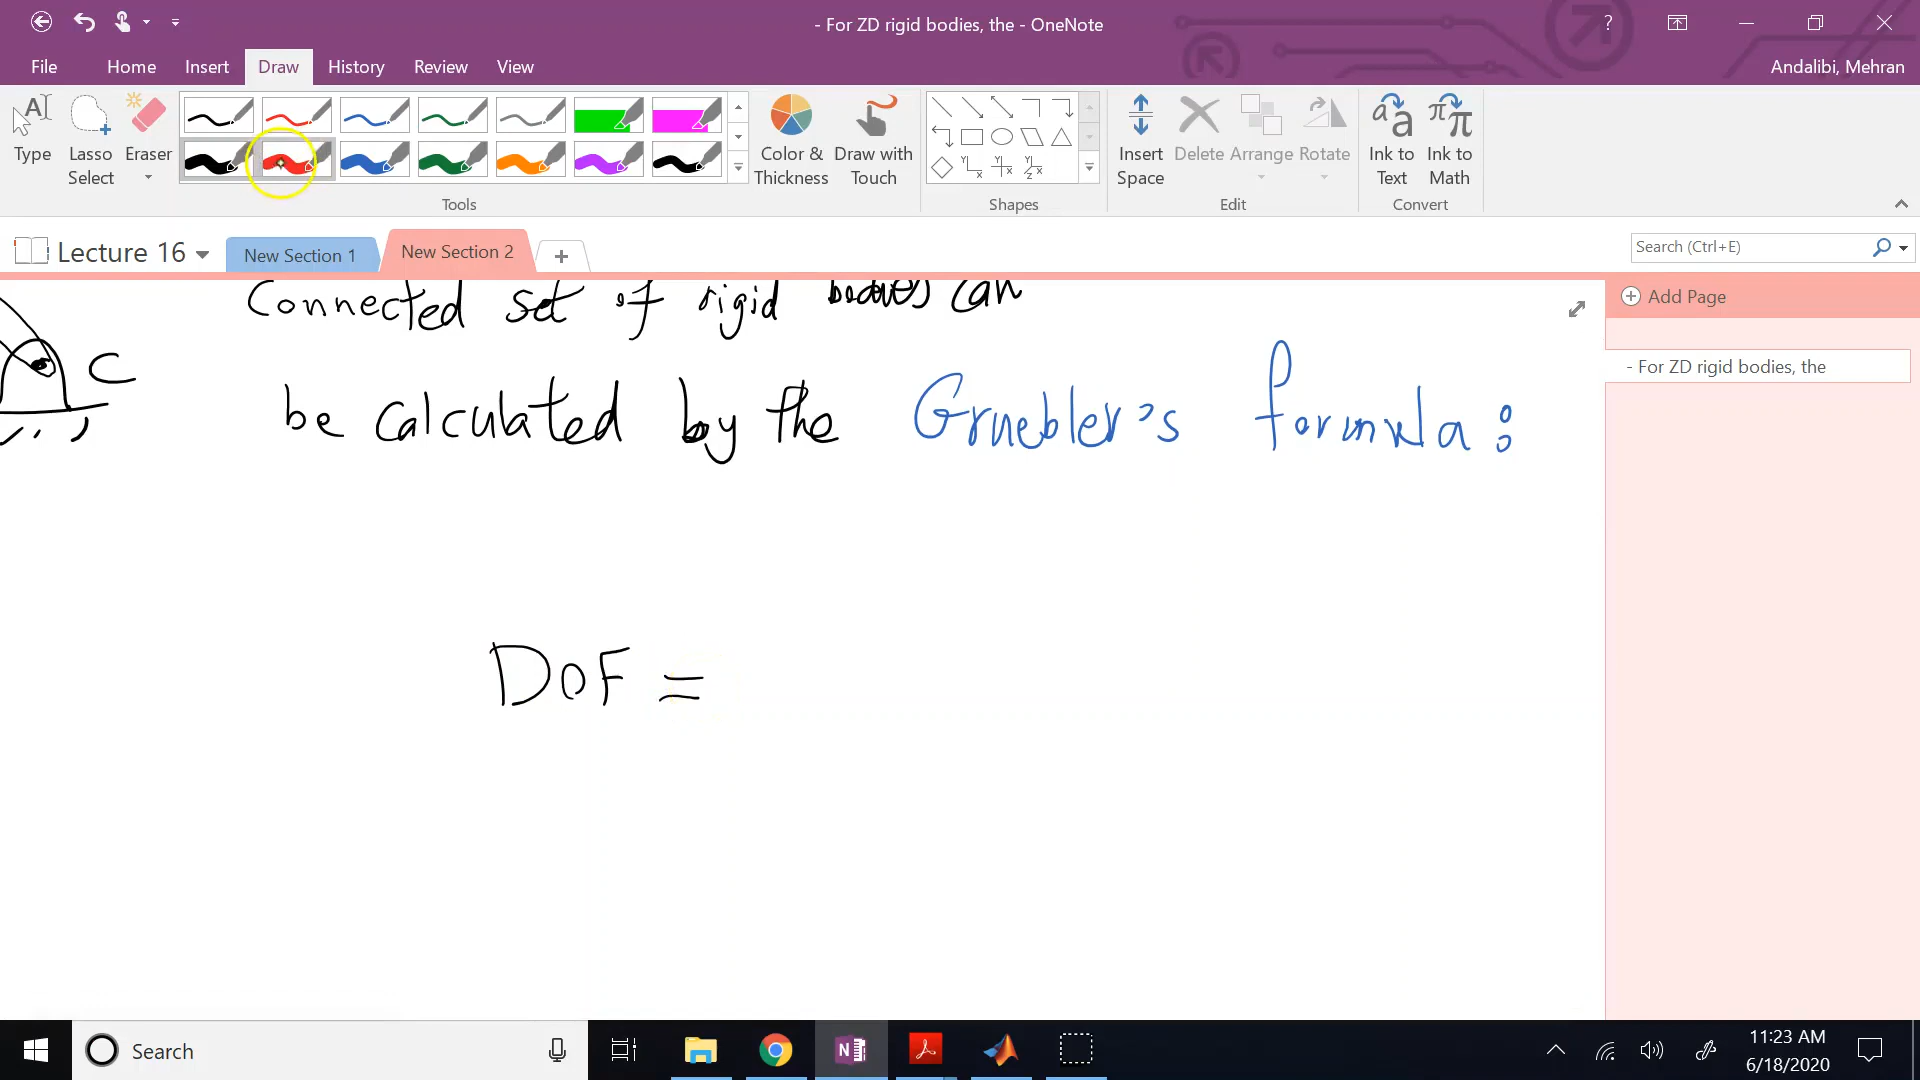 - For ZD rigid bodies, the - OneNote
?
File Home Insert Draw History Review View
Andalibi, Mehran
Type
Lasso Select
Eraser
Color & Thickness
Draw with Touch
Insert Space
Delete
Arrange
Rotate
Ink to Text
Ink to Math
Tools
Shapes
Edit
Convert
Lecture 16
New Section 1
New Section 2
+
Search (Ctrl+E)
Add Page
- For ZD rigid bodies, the
Connected set of rigid bodies can
C
be calculated by the Gruebler's formula:
DOF =
Search
11:23 AM
6/18/2020